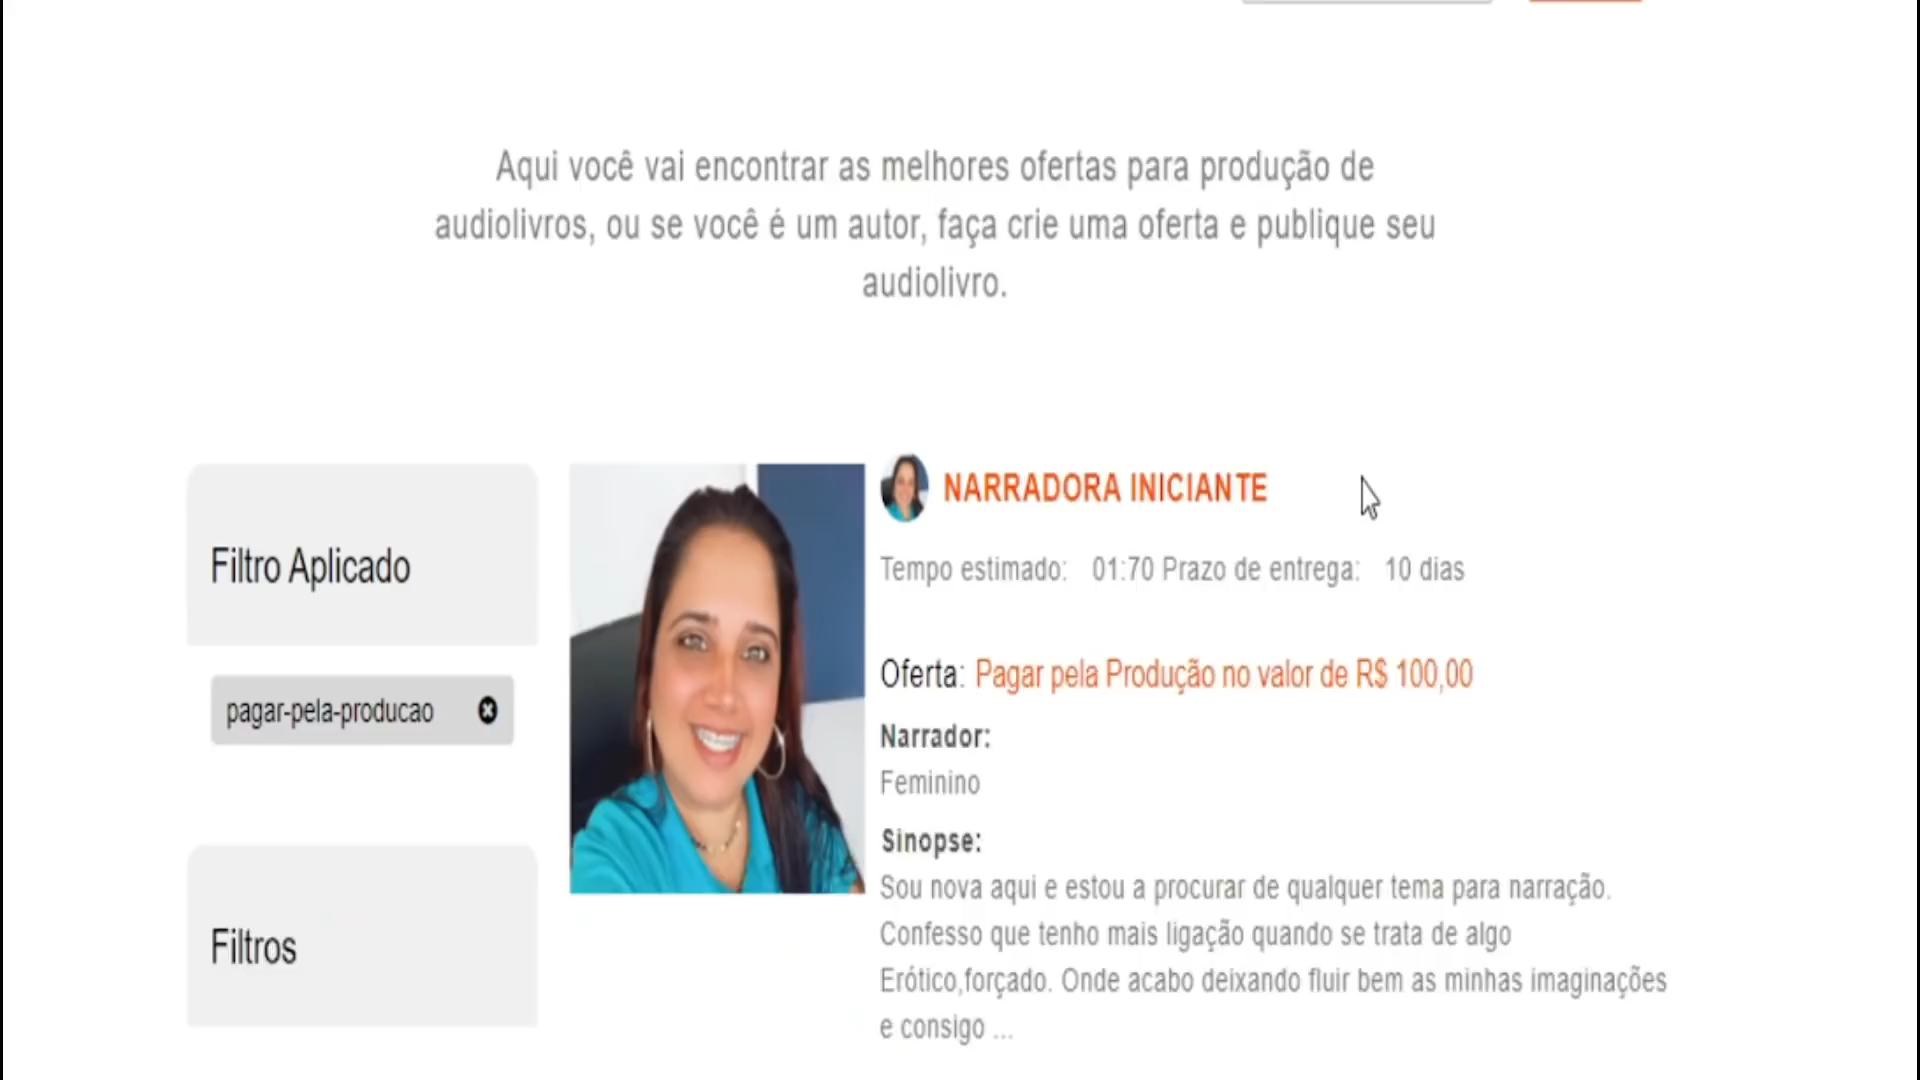 Aqui você vai encontrar as melhores ofertas para produção de
audiolivros, ou se você é um autor, faça crie uma oferta e publique seu
audiolivro.
Filtro Aplicado
pagar-pela-producao
Filtros
NARRADORA INICIANTE
Tempo estimado: 01:70 Prazo de entrega: 10 dias
Oferta: Pagar pela Produção no valor de R$ 100,00
Narrador:
Feminino
Sinopse:
Sou nova aqui e estou a procurar de qualquer tema para narração.
Confesso que tenho mais ligação quando se trata de algo
Erótico,forçado. Onde acabo deixando fluir bem as minhas imaginações
e consigo ...